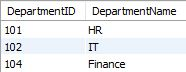 DepartmentID DepartmentName
101 HR
102 IT
104 Finance